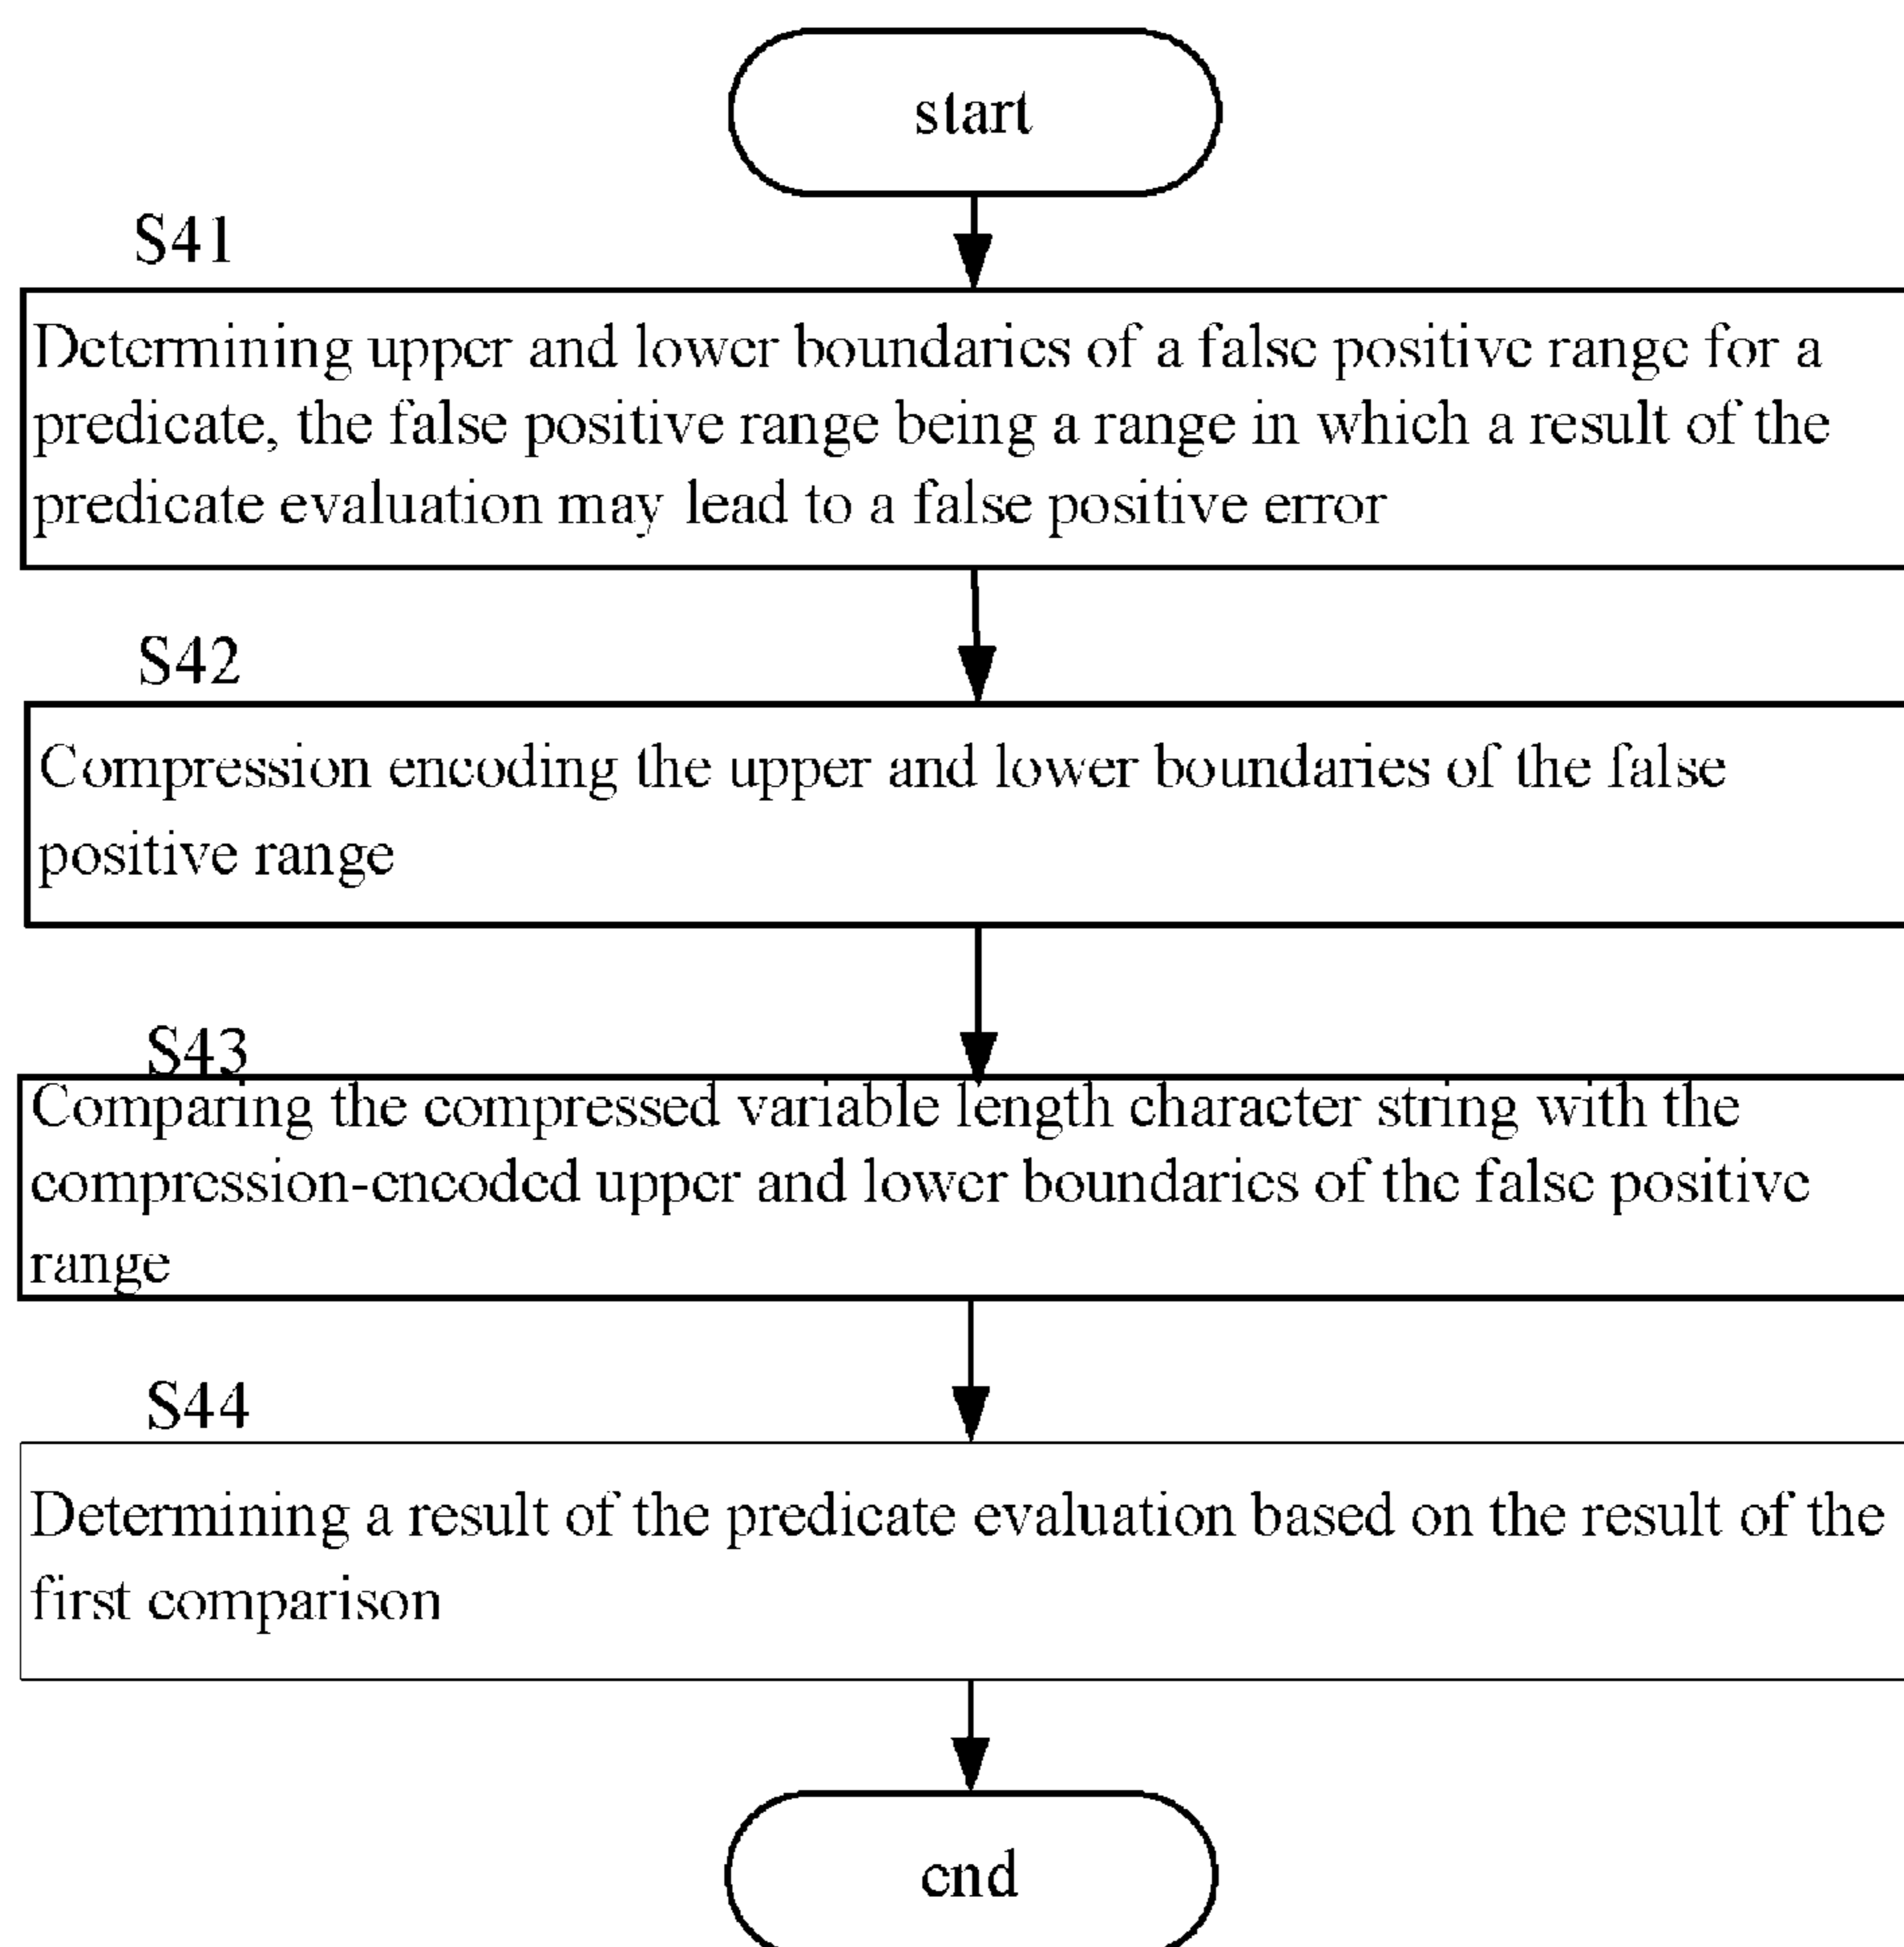 start
S41
Determining upper and lower boundaries of a false positive range for a
predicate, the false positive range being a range in which a result of the
predicate evaluation may lead to a false positive error
S42
Compression encoding the upper and lower boundaries of the false
positive range
S43
Comparing the compressed variable length character string with the
compression-encoded upper and lower boundaries of the false positive
range
S44
Determining a result of the predicate evaluation based on the result of the
first comparison
end